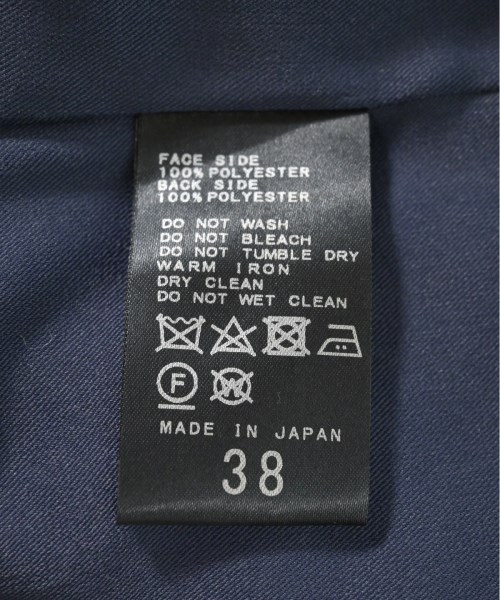 FACE SIDE
100% POLYESTER
BACK SIDE
100% POLYESTER
DO NOT WASH
DO NOT BLEACH
DO NOT TUMBLE DRY
WARM IRON
DRY CLEAN
DO NOT WET CLEAN
F W
MADE IN JAPAN
38